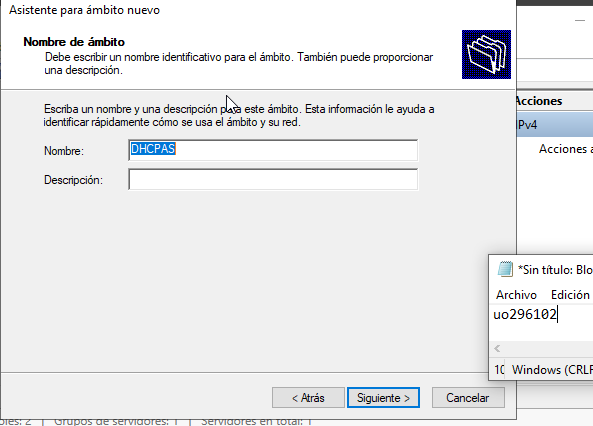 Asistente para ámbito nuevo
Nombre de ámbito
Debe escribir un nombre identificativo para el ámbito. También puede proporcionar
una descripción.
Escriba un nombre y una descripción para este ámbito. Esta información le ayuda a
identificar rápidamente cómo se usa el ámbito y su red.
Nombre:
DHCPAS
Descripción:
< Atrás
Siguiente >
Cancelar
Acciones
IPv4
Acciones a
*Sin título: Blo
Archivo
Edición
uo296102
10
Windows (CRLF
oles: 2 | Grupos de servidores: 1 | Servidores en total: 1